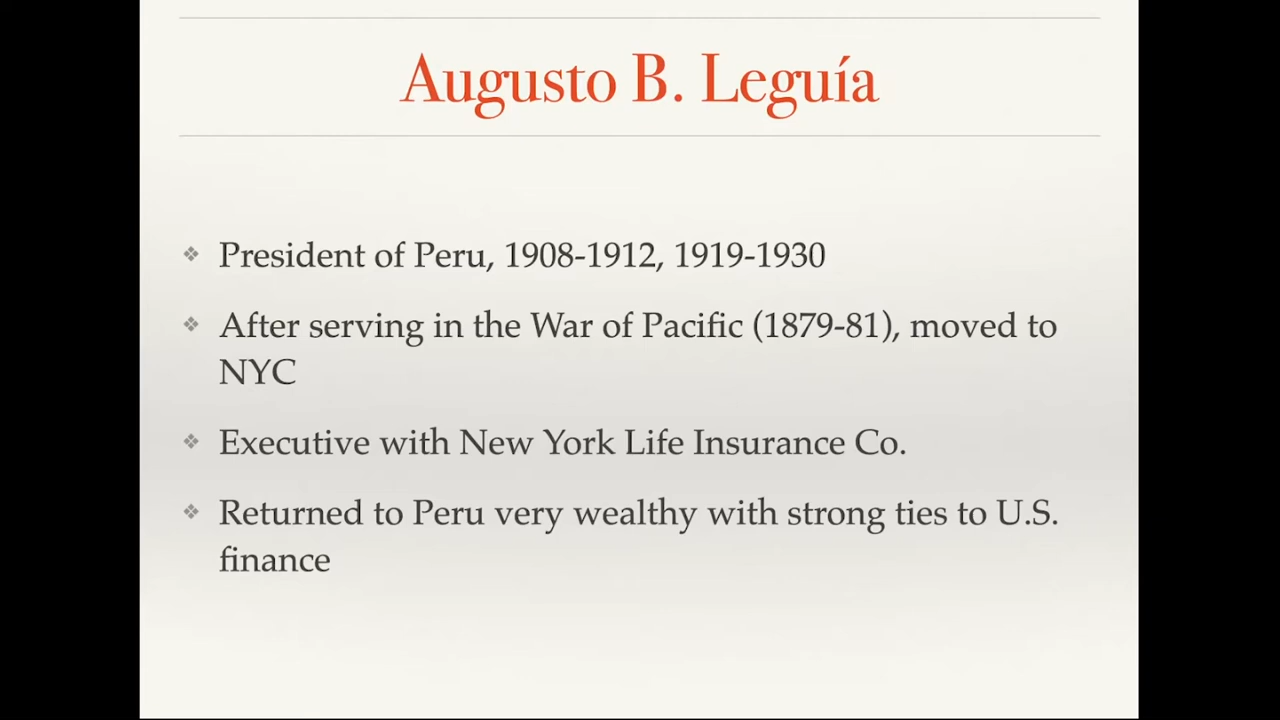 Augusto B. Leguía
❖ President of Peru, 1908-1912, 1919-1930
❖ After serving in the War of Pacific (1879-81), moved to
NYC
❖ Executive with New York Life Insurance Co.
❖ Returned to Peru very wealthy with strong ties to U.S.
finance